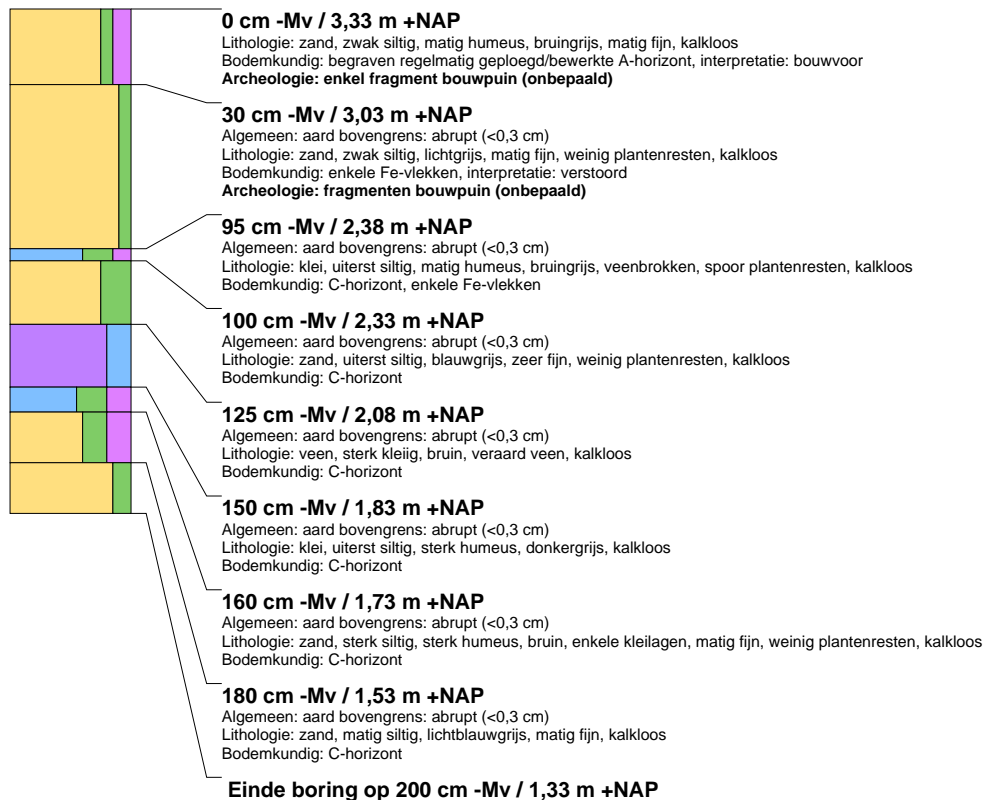 0 cm -Mv / 3,33 m +NAP
Lithologie: zand, zwak siltig, matig humeus, bruingrijs, matig fijn, kalkloos
Bodemkundig: begraven regelmatig geploegd/bewerkte A-horizont, interpretatie: bouwvoor
Archeologie: enkel fragment bouwpuin (onbepaald)
30 cm -Mv / 3,03 m +NAP
Algemeen: aard bovengrens: abrupt (<0,3 cm)
Lithologie: zand, zwak siltig, lichtgrijs, matig fijn, weinig plantenresten, kalkloos
Bodemkundig: enkele Fe-vlekken, interpretatie: verstoord
Archeologie: fragmenten bouwpuin (onbepaald)
95 cm -Mv / 2,38 m +NAP
Algemeen: aard bovengrens: abrupt (<0,3 cm)
Lithologie: klei, uiterst siltig, matig humeus, bruingrijs, veenbrokken, spoor plantenresten, kalkloos
Bodemkundig: C-horizont, enkele Fe-vlekken
100 cm -Mv / 2,33 m +NAP
Algemeen: aard bovengrens: abrupt (<0,3 cm)
Lithologie: zand, uiterst siltig, blauwgrijs, zeer fijn, weinig plantenresten, kalkloos
Bodemkundig: C-horizont
125 cm -Mv / 2,08 m +NAP
Algemeen: aard bovengrens: abrupt (<0,3 cm)
Lithologie: veen, sterk kleiig, bruin, veraard veen, kalkloos
Bodemkundig: C-horizont
150 cm -Mv / 1,83 m +NAP
Algemeen: aard bovengrens: abrupt (<0,3 cm)
Lithologie: klei, uiterst siltig, sterk humeus, donkergrijs, kalkloos
Bodemkundig: C-horizont
160 cm -Mv / 1,73 m +NAP
Algemeen: aard bovengrens: abrupt (<0,3 cm)
Lithologie: zand, sterk siltig, sterk humeus, bruin, enkele kleilagen, matig fijn, weinig plantenresten, kalkloos
Bodemkundig: C-horizont
180 cm -Mv / 1,53 m +NAP
Algemeen: aard bovengrens: abrupt (<0,3 cm)
Lithologie: zand, matig siltig, lichtblauwgrijs, matig fijn, kalkloos
Bodemkundig: C-horizont
Einde boring op 200 cm -Mv / 1,33 m +NAP